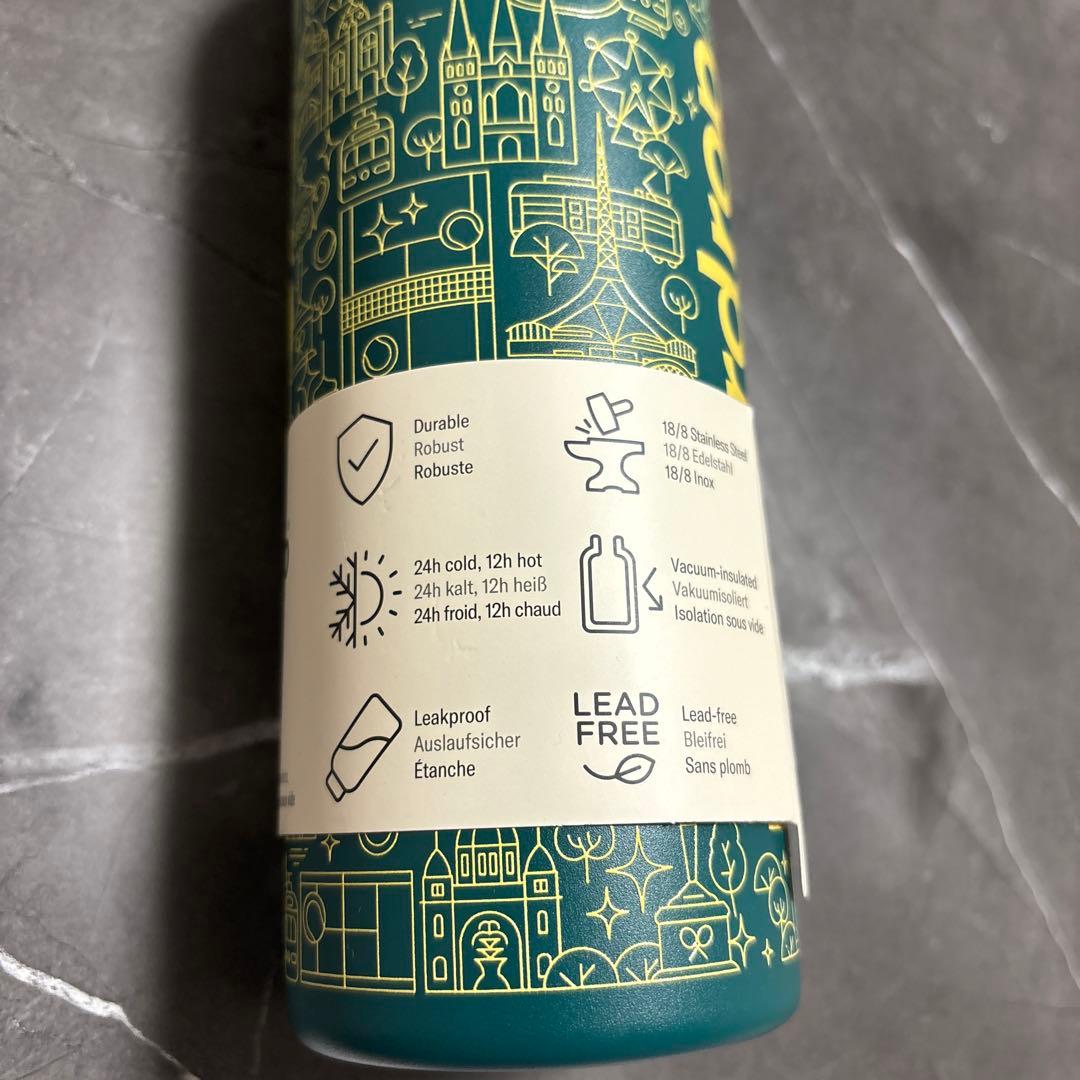 rdrop
Durable
Robust
Robuste
18/8 Stainless Steel
18/8 Edelstahl
18/8 Inox
24h cold, 12h hot
24h kalt, 12h heiß
24h froid, 12h chaud
Vacuum-insulated
Vakuumisoliert
Isolation sous vide
Leakproof
Auslaufsicher
Étanche
LEAD
FREE
Lead-free
Bleifrei
Sans plomb